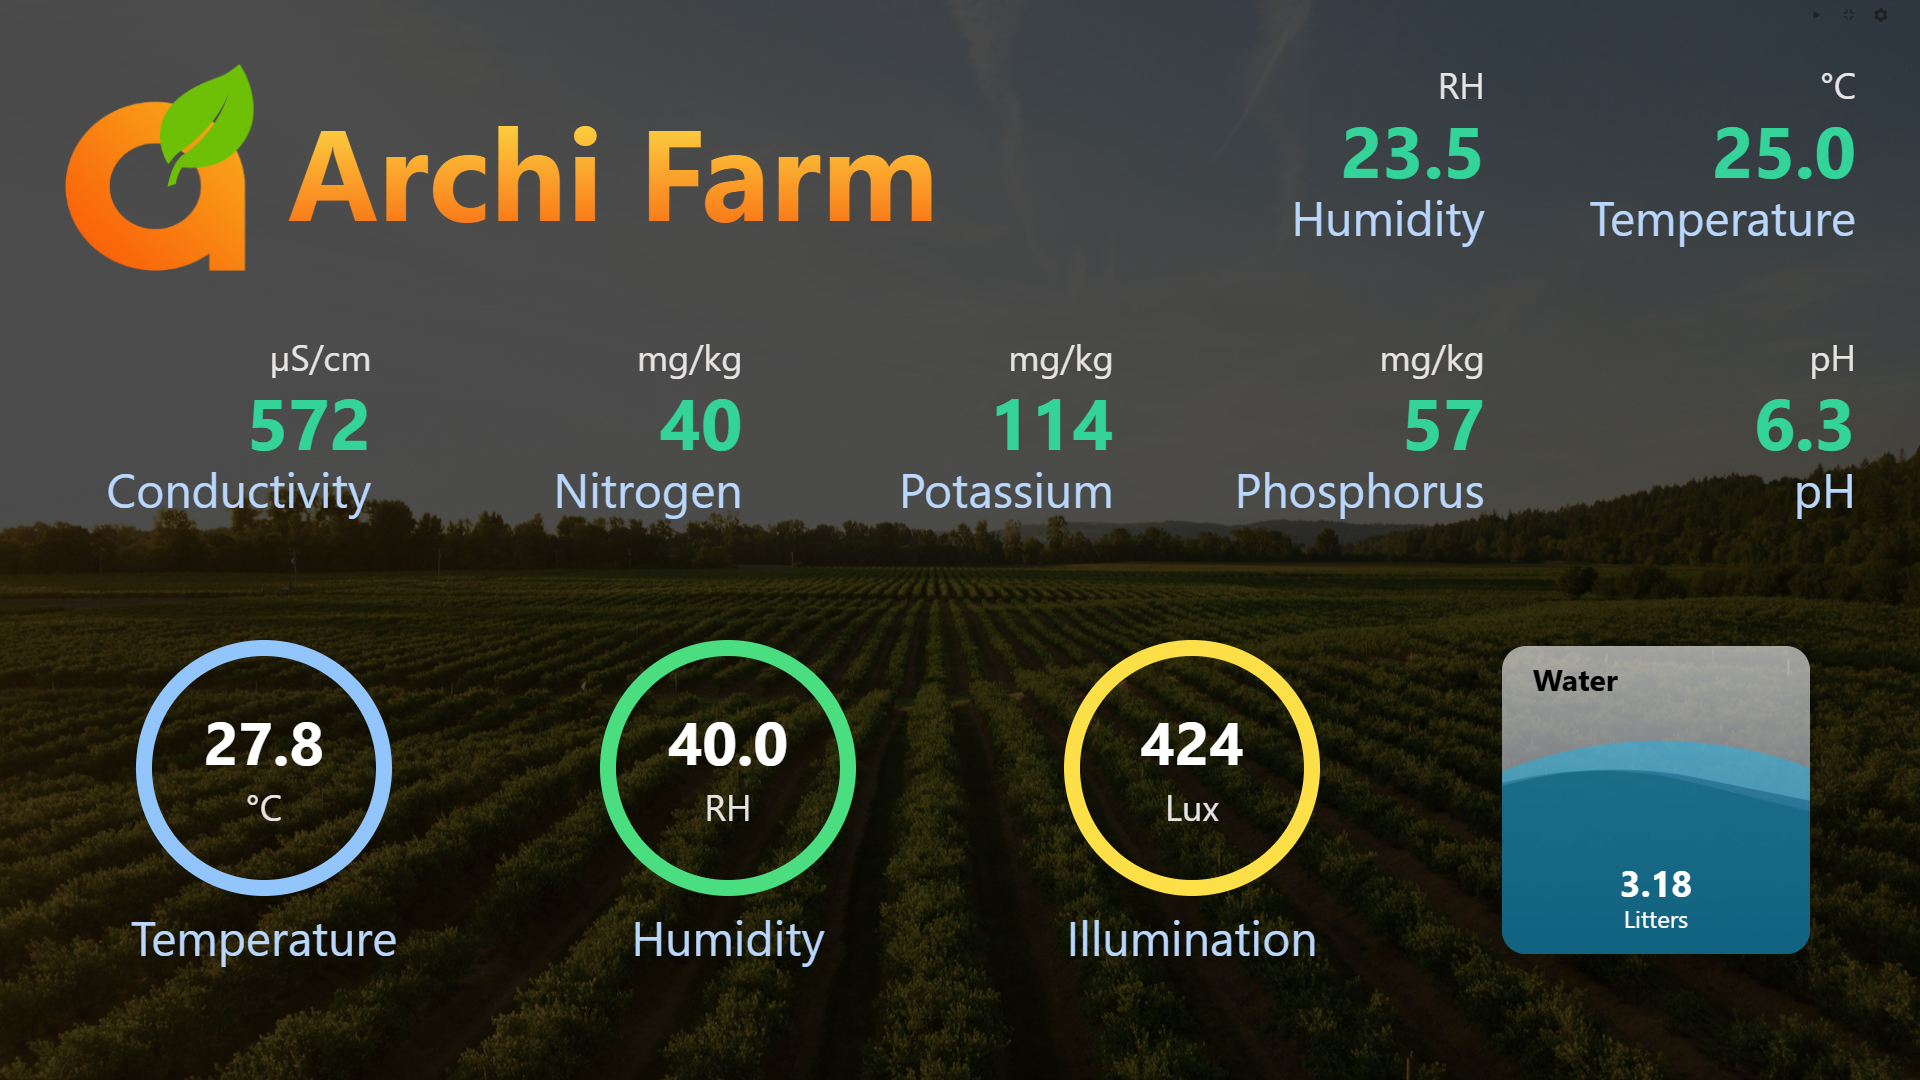 Archi Farm
RH
23.5
Humidity
°C
25.0
Temperature
µS/cm
572
Conductivity
mg/kg
40
Nitrogen
mg/kg
114
Potassium
mg/kg
57
Phosphorus
pH
6.3
pH
27.8
°C
Temperature
40.0
RH
Humidity
424
Lux
Illumination
Water
3.18
Litters